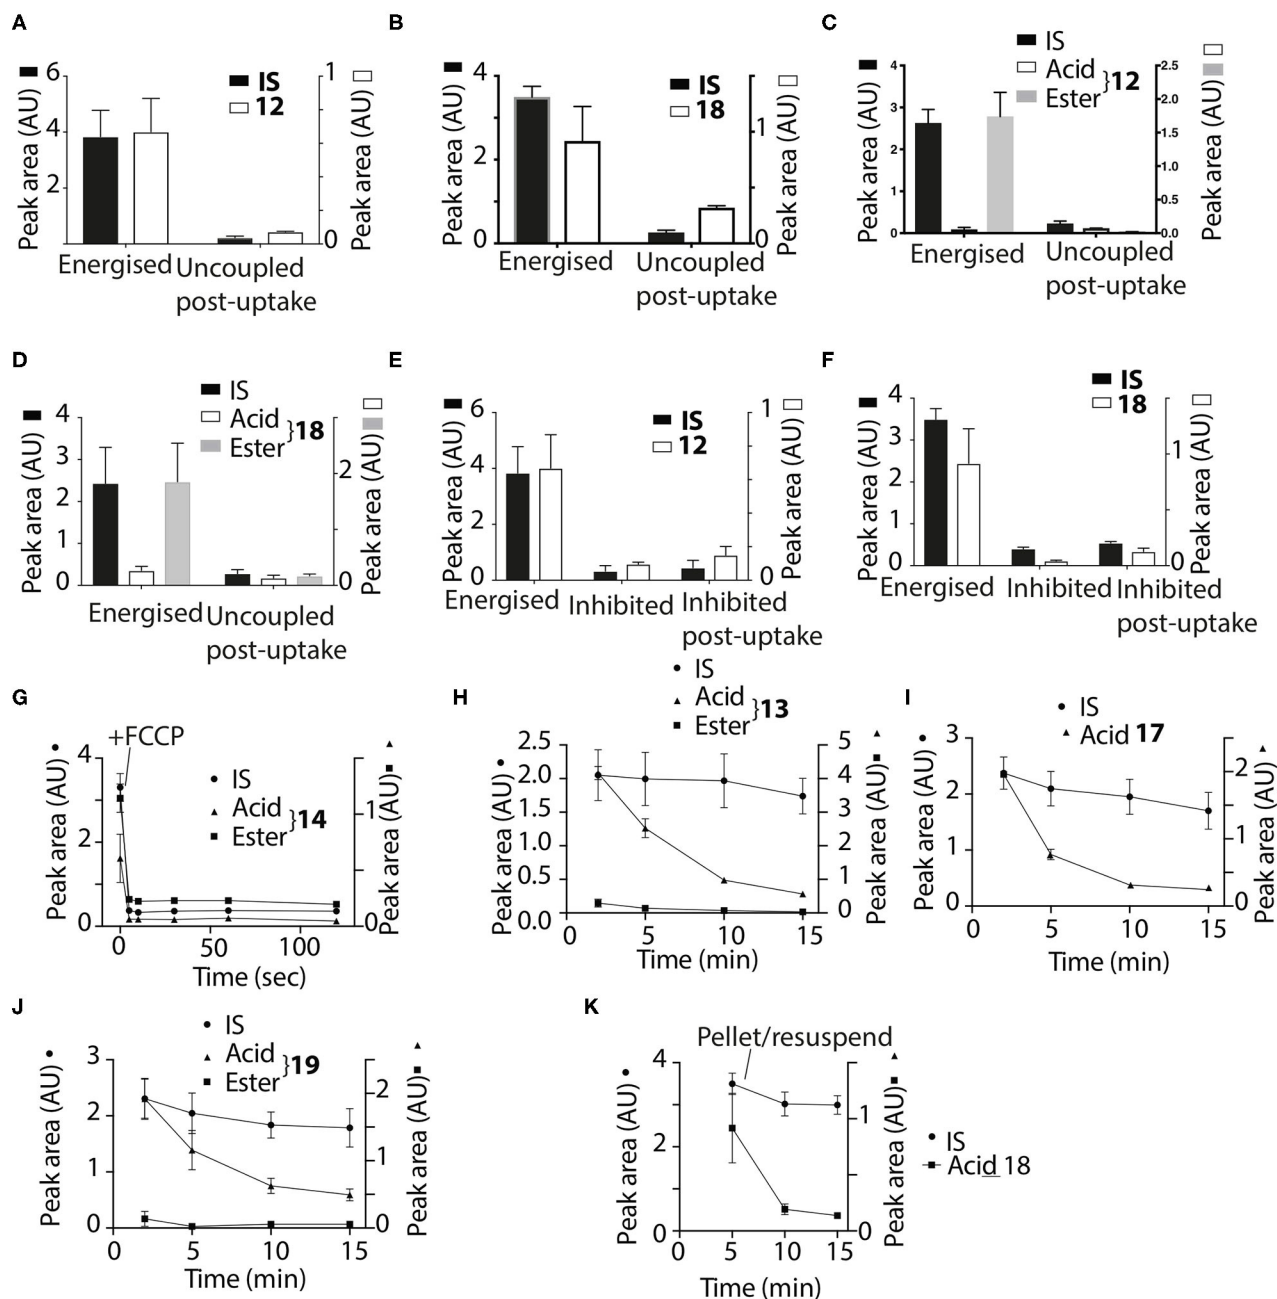 A
Peak area (AU)
6
4
2
IS
12
1
0
Peak area (AU)
Energised
Uncoupled
post-uptake
B
Peak area (AU)
4
2
0
IS
18
1
0
Peak area (AU)
Energised
Uncoupled
post-uptake
C
IS
Acid
Ester
}12
Peak area (AU)
4
3
2
1
0
2.5
2.0
1.5
1.0
0.5
0.0
Peak area (AU)
Energised
Uncoupled
post-uptake
D
IS
Acid
Ester
}18
Peak area (AU)
4
3
2
1
0
2
0
Peak area (AU)
Energised
Uncoupled
post-uptake
E
Peak area (AU)
6
4
2
0
IS
12
1
0
Peak area (AU)
Energised
Inhibited
Inhibited
post-uptake
F
IS
18
Peak area (AU)
4
3
2
1
0
1
0
Peak area (AU)
Energised
Inhibited
Inhibited
post-uptake
G
+FCCP
Peak area (AU)
4
2
0
IS
Acid
Ester
}14
1
0
Peak area (AU)
0
50
100
Time (sec)
H
IS
Acid
Ester
}13
Peak area (AU)
2.5
2.0
1.5
1.0
0.5
0.0
5
4
3
2
1
0
Peak area (AU)
0
5
10
15
Time (min)
I
IS
Acid 17
Peak area (AU)
3
2
1
0
2
1
0
Peak area (AU)
0
5
10
15
Time (min)
J
IS
Acid
Ester
}19
Peak area (AU)
3
2
1
0
2
1
0
Peak area (AU)
0
5
10
15
Time (min)
K
Pellet/resuspend
Peak area (AU)
4
2
0
1
0
Peak area (AU)
IS
Acid 18
0
5
10
15
Time (min)